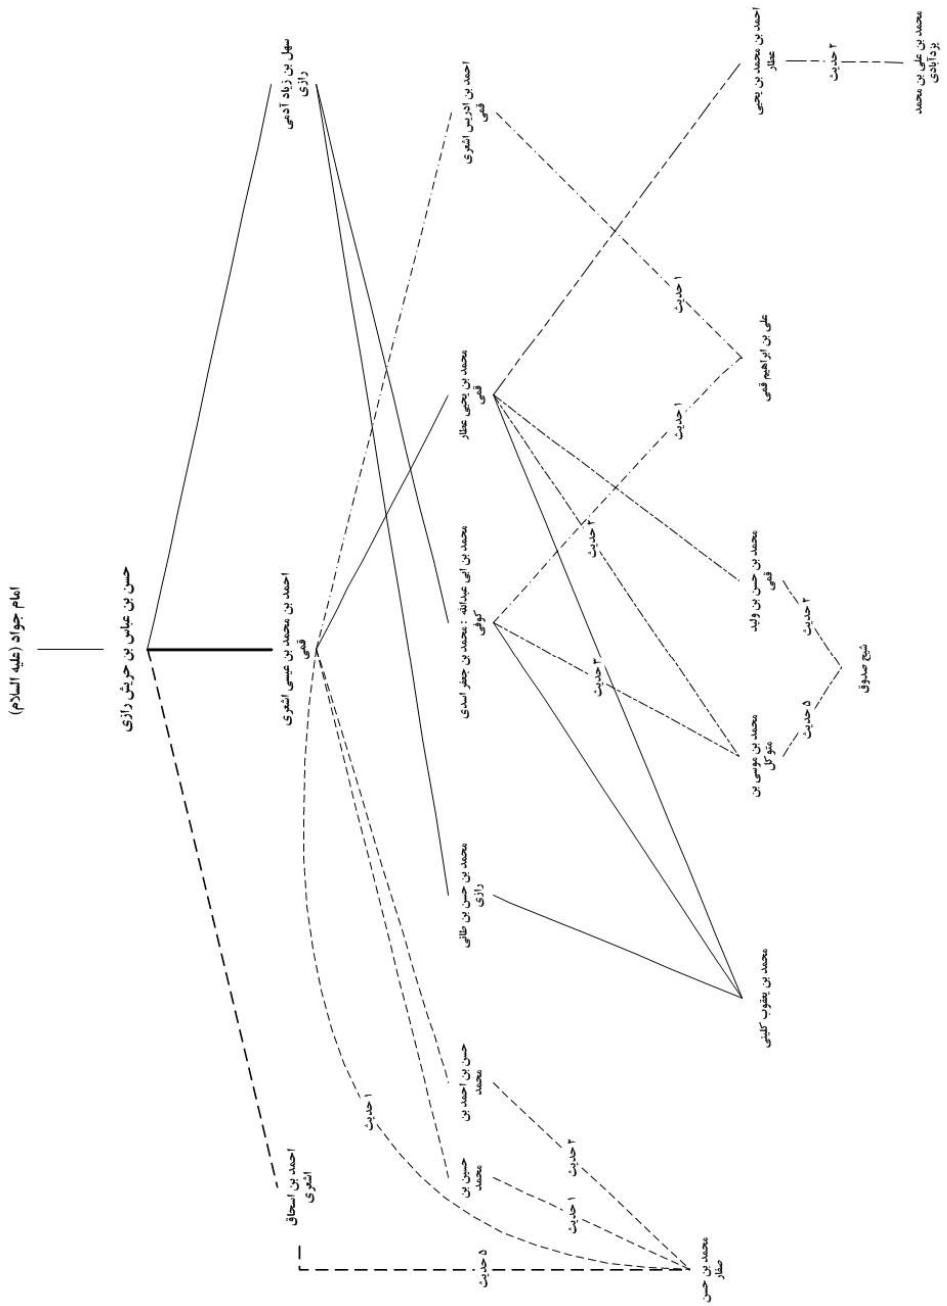 امام جواد (علیه السلام)
حسن بن عباس بن حریش رازی
سهل بن زیاد آدمی
رازی
احمد بن محمد بن عیسی اشعری
قمی
احمد بن اسحاق
اشعری
احمد بن ادریس اشعری
قمی
محمد بن یحیی عطار
قمی
محمد بن ابی عبدالله : محمد بن جعفر اسدی
کوفی
محمد بن حسن بن طائی
رازی
حسن بن احمد بن
محمد
حسین بن
محمد
۱ حدیث
۵ حدیث
۲ حدیث
۱ حدیث
۲ حدیث
۳ حدیث
۱ حدیث
۱ حدیث
محمد بن حسن
صفار
احمد بن محمد بن یحیی
عطار
علی بن ابراهیم قمی
محمد بن حسن بن ولید
قمی
محمد بن موسی بن
متوکل
محمد بن یعقوب کلینی
۲ حدیث
۲ حدیث
۵ حدیث
شیخ صدوق
محمد بن علی بن محمد
یزدآبادی